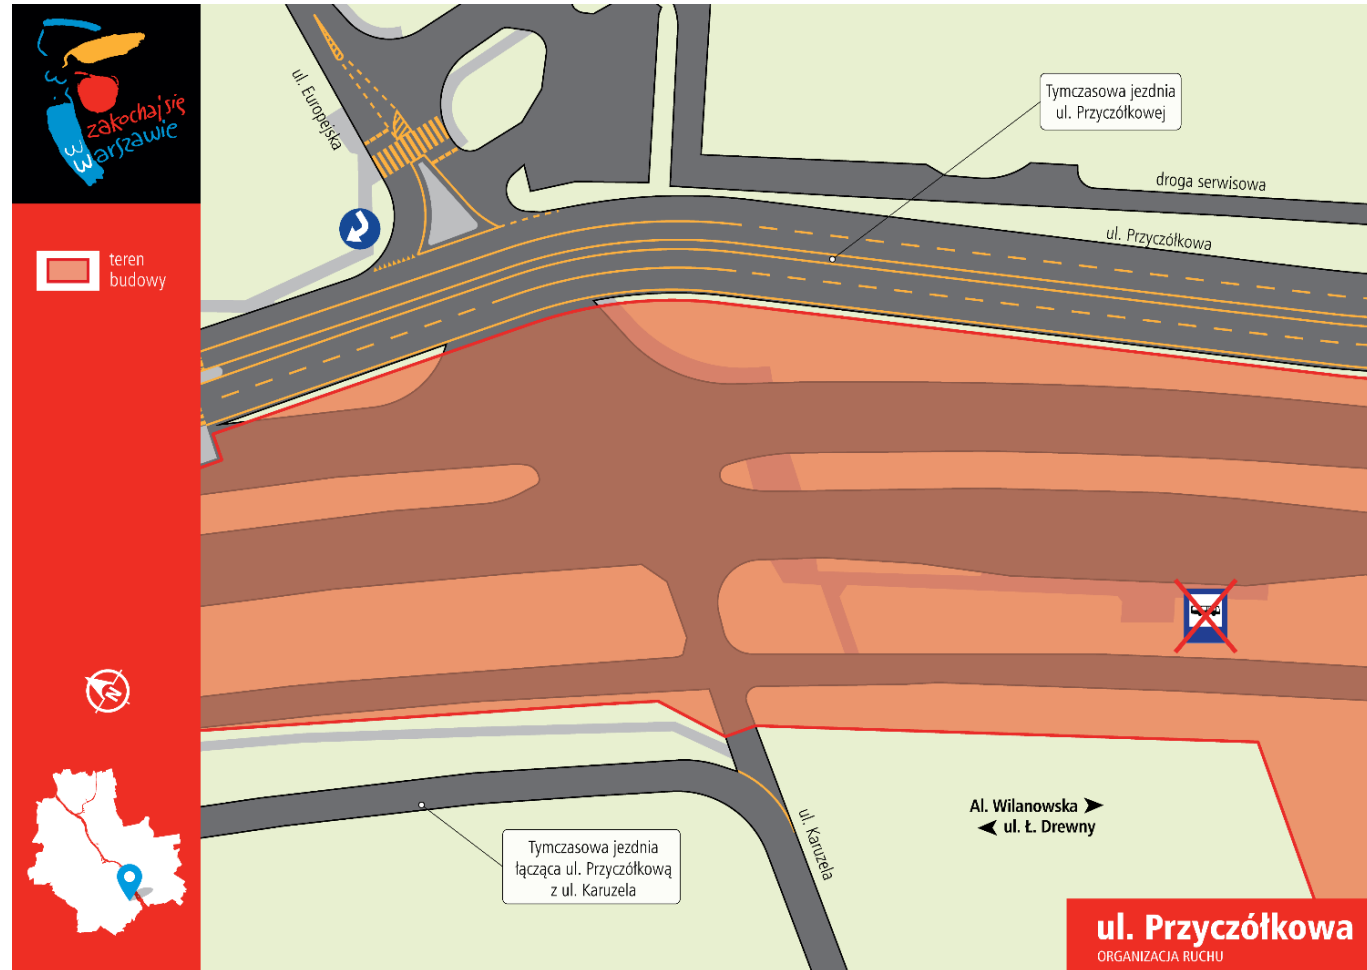 zakochaj się
w Warszawie
teren
budowy
N
ul. Europejska
Tymczasowa jezdnia
ul. Przyczółkowej
droga serwisowa
ul. Przyczółkowa
Al. Wilanowska
ul. Ł. Drewny
ul. Karuzela
Tymczasowa jezdnia
łącząca ul. Przyczółkową
z ul. Karuzela
ul. Przyczółkowa
ORGANIZACJA RUCHU